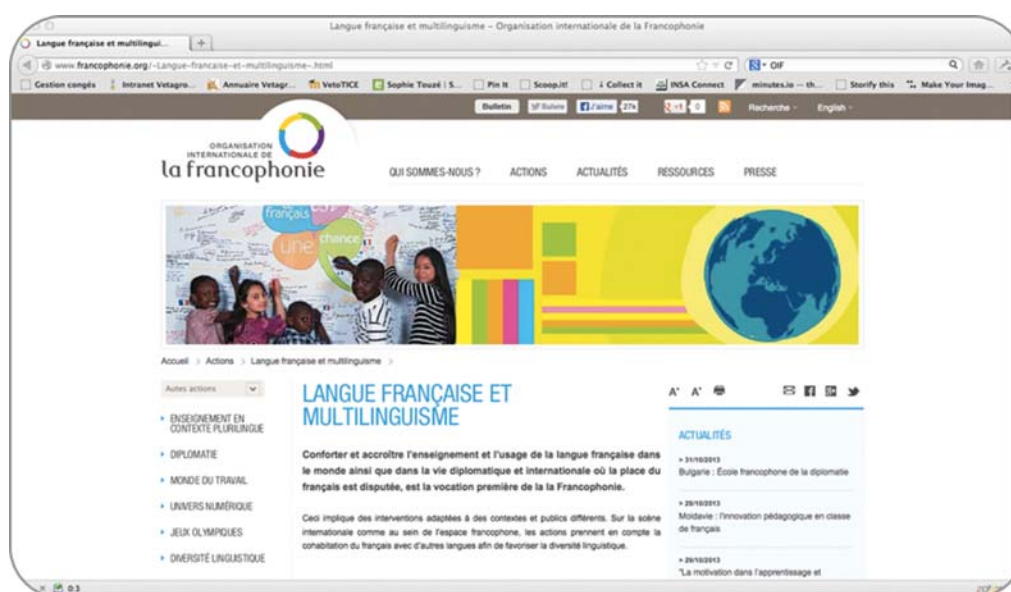 Langue française et multilinguisme – Organisation internationale de la Francophonie
Langue française et multilingui...
www.francophonie.org/-Langue-francaise-et-multilinguisme-.html
OIF
Gestion congés Intranet Vetagro... Annuaire Vetagr... VetoTICE Sophie Touzé | S... Pin It Scoop.it! ↓ Collect it INSA Connect minutes.io — th... Storify this Make Your Imag...
Bulletin Suivre J'aime 27k +1 0 Recherche English
ORGANISATION
INTERNATIONALE DE
la francophonie
QUI SOMMES-NOUS ? ACTIONS ACTUALITÉS RESSOURCES PRESSE
français
une
chance
Accueil > Actions > Langue française et multilinguisme >
Autres actions
ENSEIGNEMENT EN
CONTEXTE PLURILINGUE
DIPLOMATIE
MONDE DU TRAVAIL
UNIVERS NUMÉRIQUE
JEUX OLYMPIQUES
DIVERSITÉ LINGUISTIQUE
LANGUE FRANÇAISE ET
MULTILINGUISME
Conforter et accroître l'enseignement et l'usage de la langue française dans
le monde ainsi que dans la vie diplomatique et internationale où la place du
français est disputée, est la vocation première de la la Francophonie.
Ceci implique des interventions adaptées à des contextes et publics différents. Sur la scène
internationale comme au sein de l'espace francophone, les actions prennent en compte la
cohabitation du français avec d'autres langues afin de favoriser la diversité linguistique.
ACTUALITÉS
» 31/10/2013
Bulgarie : École francophone de la diplomatie
» 29/10/2013
Moldavie : l'innovation pédagogique en classe
de français
» 29/10/2013
"La motivation dans l'apprentissage et